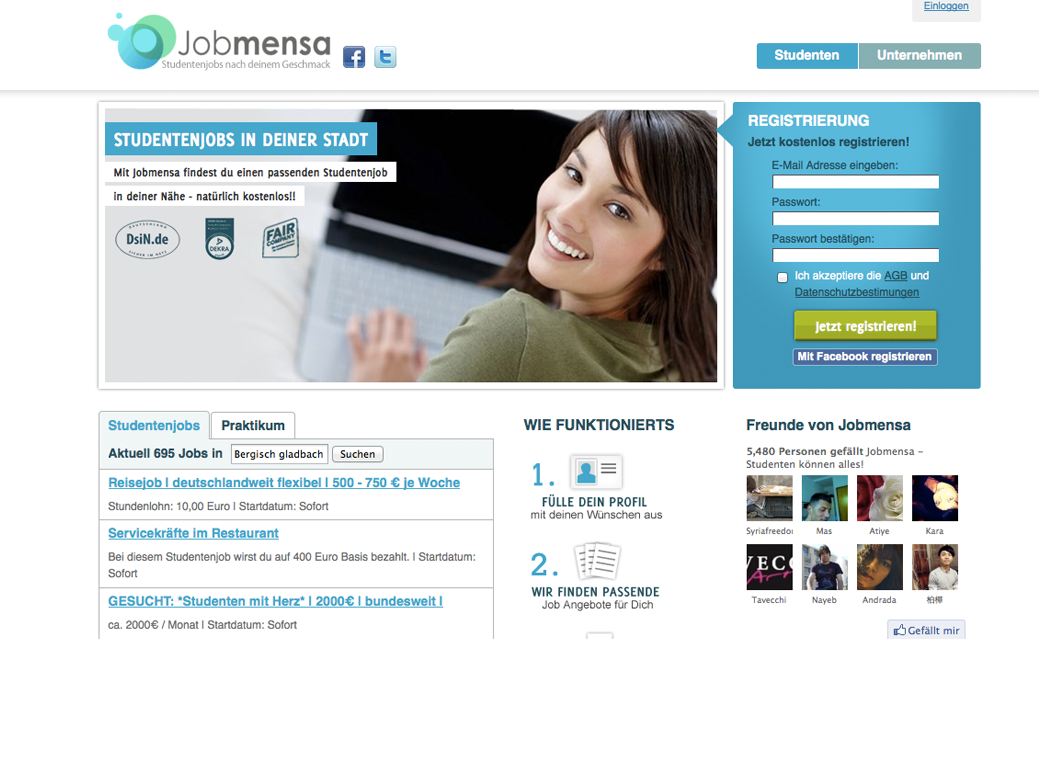 Einloggen
Jobmensa
Studentenjobs nach deinem Geschmack
Studenten
Unternehmen
STUDENTENJOBS IN DEINER STADT
Mit Jobmensa findest du einen passenden Studentenjob
in deiner Nähe - natürlich kostenlos!!
DsiN.de
DEKRA
FAIR
COMPANY
REGISTRIERUNG
Jetzt kostenlos registrieren!
E-Mail Adresse eingeben:
Passwort:
Passwort bestätigen:
Ich akzeptiere die AGB und
Datenschutzbestimungen
Jetzt registrieren!
Mit Facebook registrieren
Studentenjobs
Praktikum
Aktuell 695 Jobs in Bergisch gladbach Suchen
Reisejob | deutschlandweit flexibel | 500 - 750 € je Woche
Stundenlohn: 10,00 Euro | Startdatum: Sofort
Servicekräfte im Restaurant
Bei diesem Studentenjob wirst du auf 400 Euro Basis bezahlt. | Startdatum:
Sofort
GESUCHT: *Studenten mit Herz* | 2000€ | bundesweit |
ca. 2000€ / Monat | Startdatum: Sofort
WIE FUNKTIONIERTS
1.
FÜLLE DEIN PROFIL
mit deinen Wünschen aus
2.
WIR FINDEN PASSENDE
Job Angebote für Dich
Freunde von Jobmensa
5,480 Personen gefällt Jobmensa –
Studenten können alles!
Syriafreedor
Mas
Atiye
Kara
VECC
Tavecchi
Nayeb
Andrada
柏樺
Gefällt mir